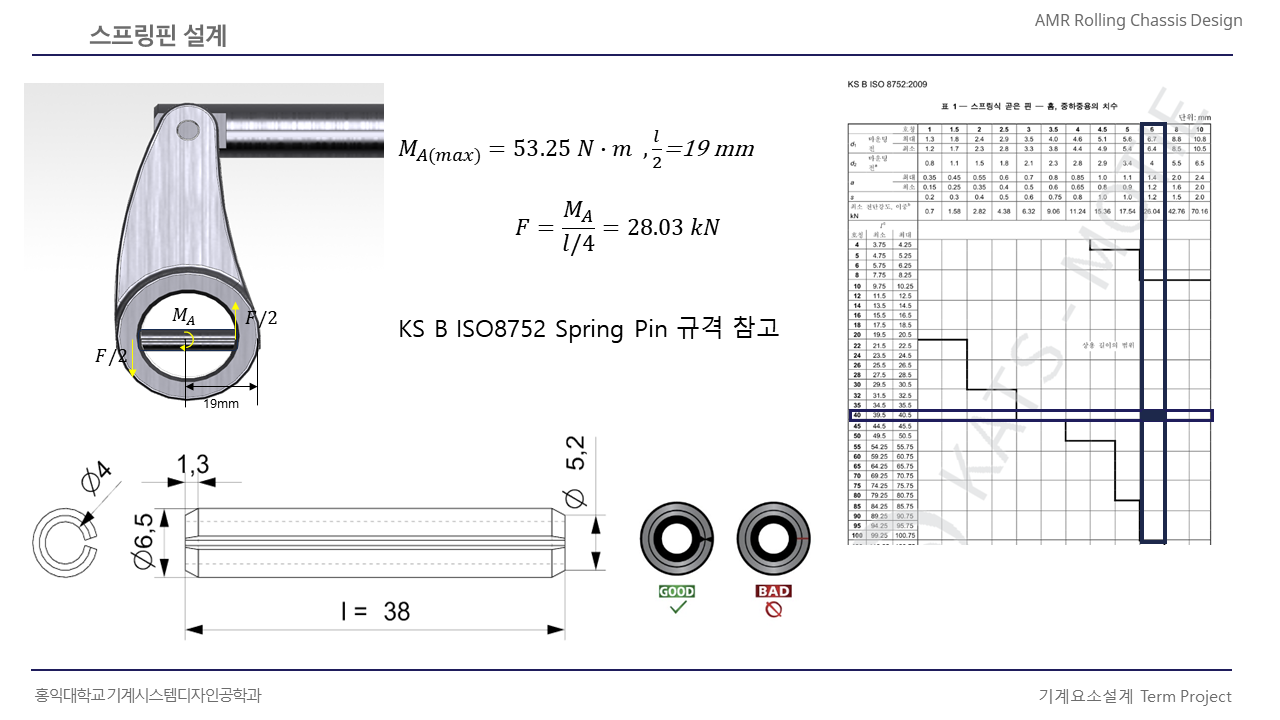 AMR Rolling Chassis Design
스프링핀 설계
M_A(max) = 53.25 N · m , l/2=19 mm
F = M_A / l/4 = 28.03 kN
KS B ISO8752 Spring Pin 규격 참고
M_A
F/2
F/2
19mm
KS B ISO 8752:2009
표 1 — 스프링식 곧은 핀 — 홈, 중하중용의 치수
단위: mm
호칭 1 1.5 2 2.5 3 3.5 4 4.5 5 6 8 10
d₁ 마운팅 전 최대 1.3 1.8 2.4 2.9 3.5 4.0 4.6 5.1 5.6 6.7 8.8 10.8
최소 1.2 1.7 2.3 2.8 3.3 3.8 4.4 4.9 5.4 6.4 8.5 10.5
d₂ 마운팅 전ᵃ 0.8 1.1 1.5 1.8 2.1 2.3 2.8 2.9 3.4 4 5.5 6.5
a 최대 0.35 0.45 0.55 0.6 0.7 0.8 0.85 1.0 1.1 1.4 2.0 2.4
최소 0.15 0.25 0.35 0.4 0.5 0.6 0.65 0.8 0.9 1.2 1.6 2.0
s 0.2 0.3 0.4 0.5 0.6 0.75 0.8 1.0 1.0 1.2 1.5 2.0
최소 전단강도, 이중ᵇ kN 0.7 1.58 2.82 4.38 6.32 9.06 11.24 15.36 17.54 26.04 42.76 70.16
lᶜ
호칭 최소 최대
4 3.75 4.25
5 4.75 5.25
6 5.75 6.25
8 7.75 8.25
10 9.75 10.25
12 11.5 12.5
14 13.5 14.5
16 15.5 16.5
18 17.5 18.5
20 19.5 20.5
22 21.5 22.5
상용 길이의 범위
24 23.5 24.5
26 25.5 26.5
28 27.5 28.5
30 29.5 30.5
32 31.5 32.5
35 34.5 35.5
40 39.5 40.5
45 44.5 45.5
50 49.5 50.5
55 54.25 55.75
60 59.25 60.75
65 64.25 65.75
70 69.25 70.75
75 74.25 75.75
80 79.25 80.75
85 84.25 85.75
90 89.25 90.75
95 94.25 95.75
100 99.25 100.75
KATS - MOTIE
∅4
1,3
∅ 5,2
∅6,5
l = 38
GOOD
BAD
홍익대학교 기계시스템디자인공학과
기계요소설계 Term Project